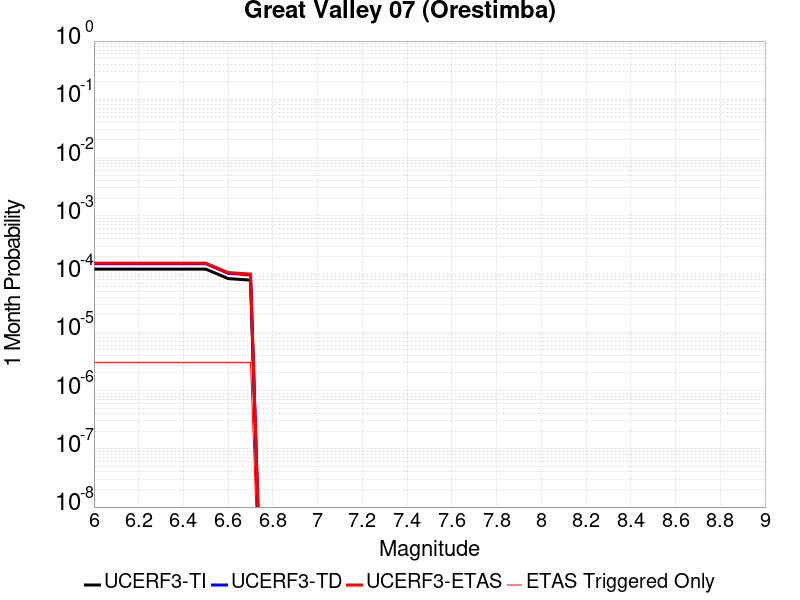 Great Valley 07 (Orestimba)
10^0
10^-1
10^-2
10^-3
10^-4
10^-5
10^-6
10^-7
10^-8
1 Month Probability
6 6.2 6.4 6.6 6.8 7 7.2 7.4 7.6 7.8 8 8.2 8.4 8.6 8.8 9
Magnitude
UCERF3-TI UCERF3-TD UCERF3-ETAS ETAS Triggered Only